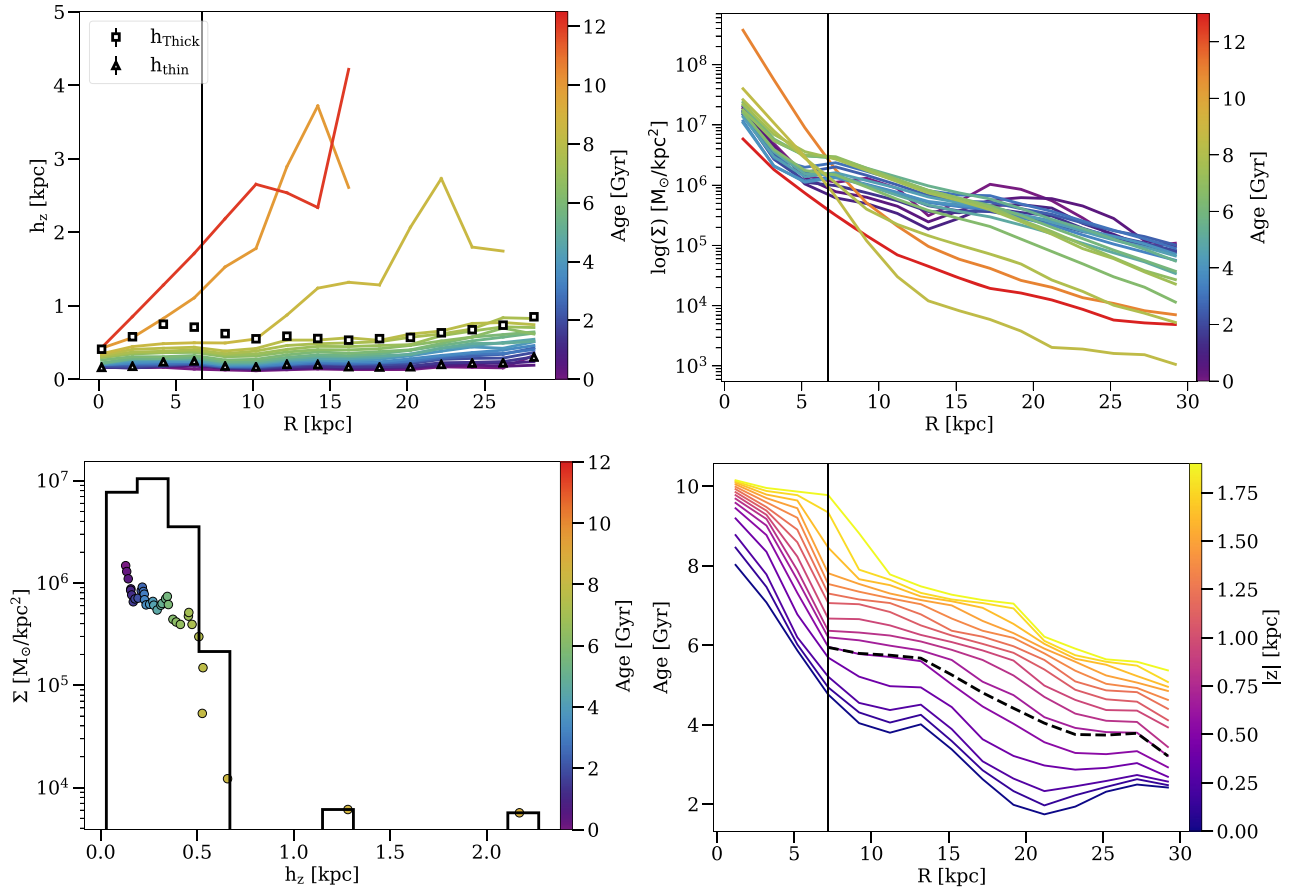 5
4
3
2
1
0
h_z [kpc]
h_Thick
h_thin
0 5 10 15 20 25
R [kpc]
12
10
8
6
4
2
0
Age [Gyr]
10^8
10^7
10^6
10^5
10^4
10^3
log(Σ) [M_⊙/kpc^2]
0 5 10 15 20 25 30
R [kpc]
12
10
8
6
4
2
0
Age [Gyr]
10^7
10^6
10^5
10^4
Σ [M_⊙/kpc^2]
0.0 0.5 1.0 1.5 2.0
h_z [kpc]
12
10
8
6
4
2
0
Age [Gyr]
10
8
6
4
2
Age [Gyr]
0 5 10 15 20 25 30
R [kpc]
1.75
1.50
1.25
1.00
0.75
0.50
0.25
0.00
|z| [kpc]